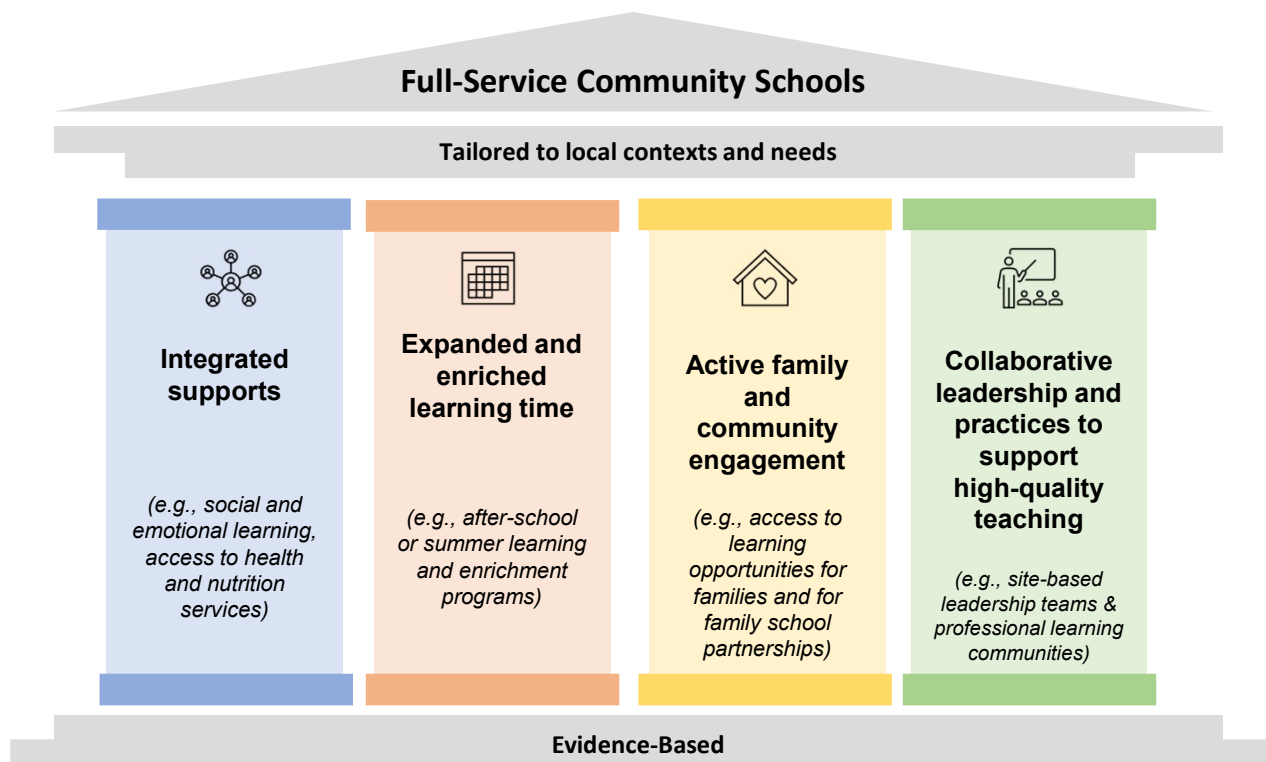 Full-Service Community Schools
Tailored to local contexts and needs
Integrated
supports
(e.g., social and
emotional learning,
access to health
and nutrition
services)
Expanded and
enriched
learning time
(e.g., after-school
or summer learning
and enrichment
programs)
Active family
and
community
engagement
(e.g., access to
learning
opportunities for
families and for
family school
partnerships)
Collaborative
leadership and
practices to
support
high-quality
teaching
(e.g., site-based
leadership teams &
professional learning
communities)
Evidence-Based